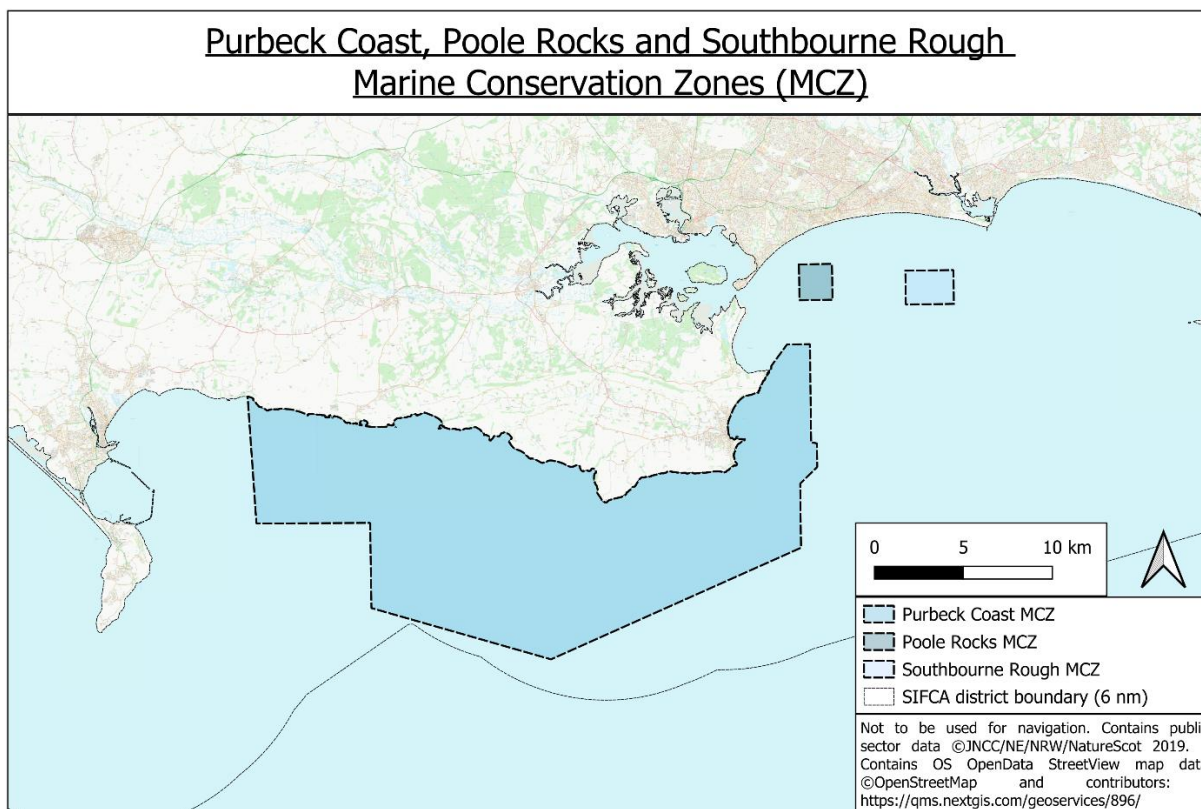 Purbeck Coast, Poole Rocks and Southbourne Rough
Marine Conservation Zones (MCZ)
0 5 10 km
Purbeck Coast MCZ
Poole Rocks MCZ
Southbourne Rough MCZ
SIFCA district boundary (6 nm)
Not to be used for navigation. Contains publi
sector data ©JNCC/NE/NRW/NatureScot 2019.
Contains OS OpenData StreetView map dat
©OpenStreetMap and contributors:
https://qms.nextgis.com/geoservices/896/